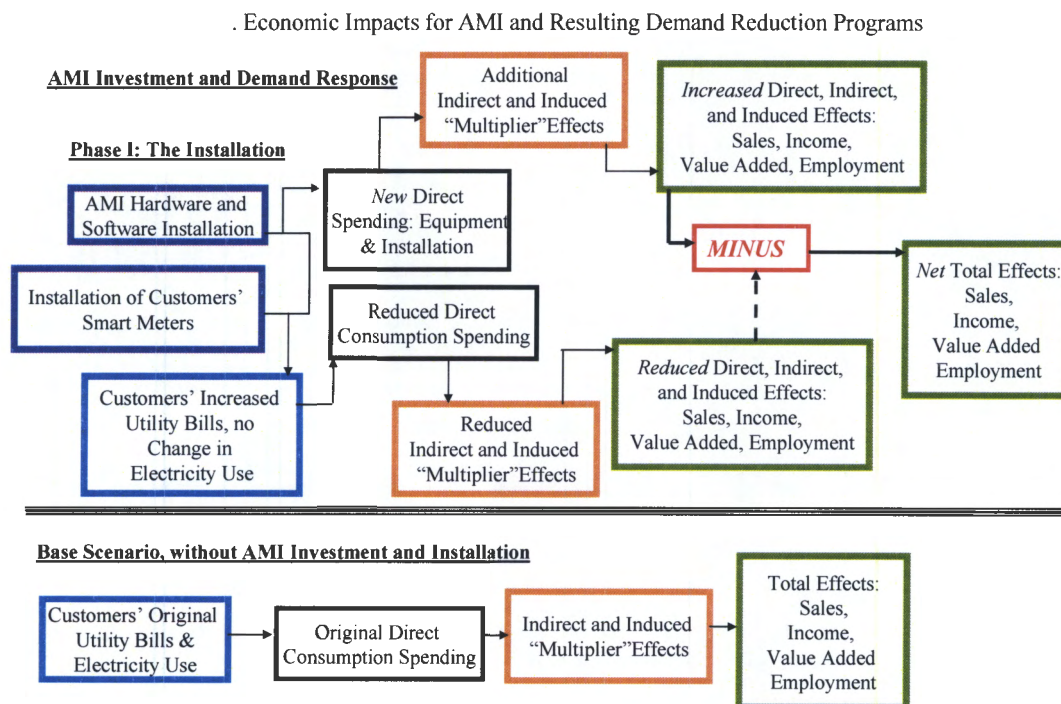 . Economic Impacts for AMI and Resulting Demand Reduction Programs
AMI Investment and Demand Response
Phase I: The Installation
AMI Hardware and
Software Installation
Installation of Customers’
Smart Meters
Customers’ Increased
Utility Bills, no
Change in
Electricity Use
New Direct
Spending: Equipment
& Installation
Reduced Direct
Consumption Spending
Additional
Indirect and Induced
“Multiplier”Effects
Reduced
Indirect and Induced
“Multiplier”Effects
Increased Direct, Indirect,
and Induced Effects:
Sales, Income,
Value Added, Employment
MINUS
Reduced Direct, Indirect,
and Induced Effects:
Sales, Income,
Value Added, Employment
Net Total Effects:
Sales,
Income,
Value Added
Employment
Base Scenario, without AMI Investment and Installation
Customers’ Original
Utility Bills &
Electricity Use
Original Direct
Consumption Spending
Indirect and Induced
“Multiplier”Effects
Total Effects:
Sales,
Income,
Value Added
Employment